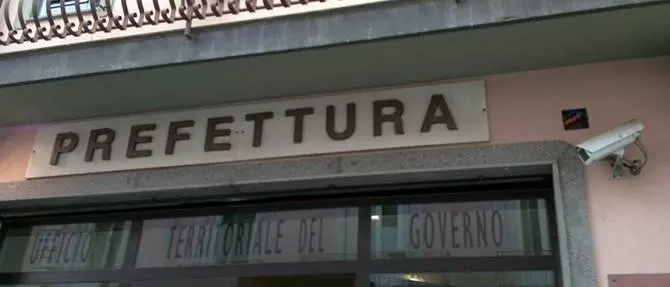 PREFETTURA
UFFICIO TERRITORIALE DEL GOVERNO